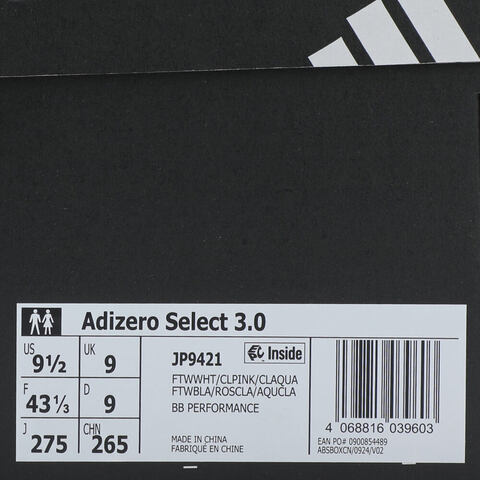 Adizero Select 3.0
US
9½
UK
9
F
43⅓
D
9
J
275
CHN
265
JP9421
Inside
FTWWHT/CLPINK/CLAQUA
FTWBLA/ROSCLA/AQUCLA
BB PERFORMANCE
MADE IN CHINA
FABRIQUÉ EN CHINE
4 068816 039603
EAN PO# 0900854489
ABSBOXCN/0924/V02